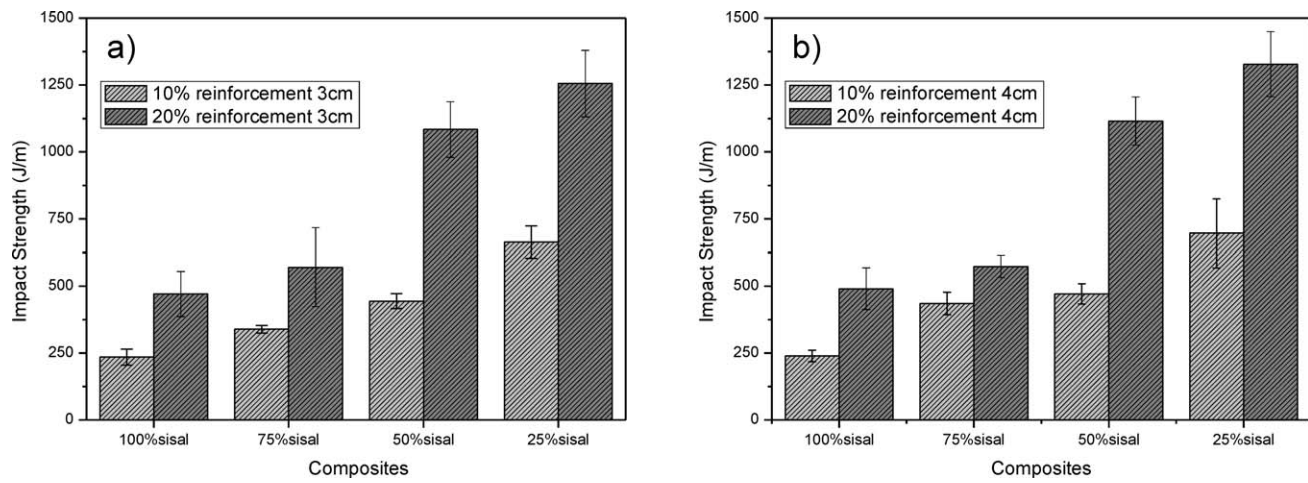 a)
10% reinforcement 3cm
20% reinforcement 3cm
Impact Strength (J/m)
1500
1250
1000
750
500
250
0
100%sisal
75%sisal
50%sisal
25%sisal
Composites
b)
10% reinforcement 4cm
20% reinforcement 4cm
Impact Strength (J/m)
1500
1250
1000
750
500
250
0
100%sisal
75%sisal
50%sisal
25%sisal
Composites